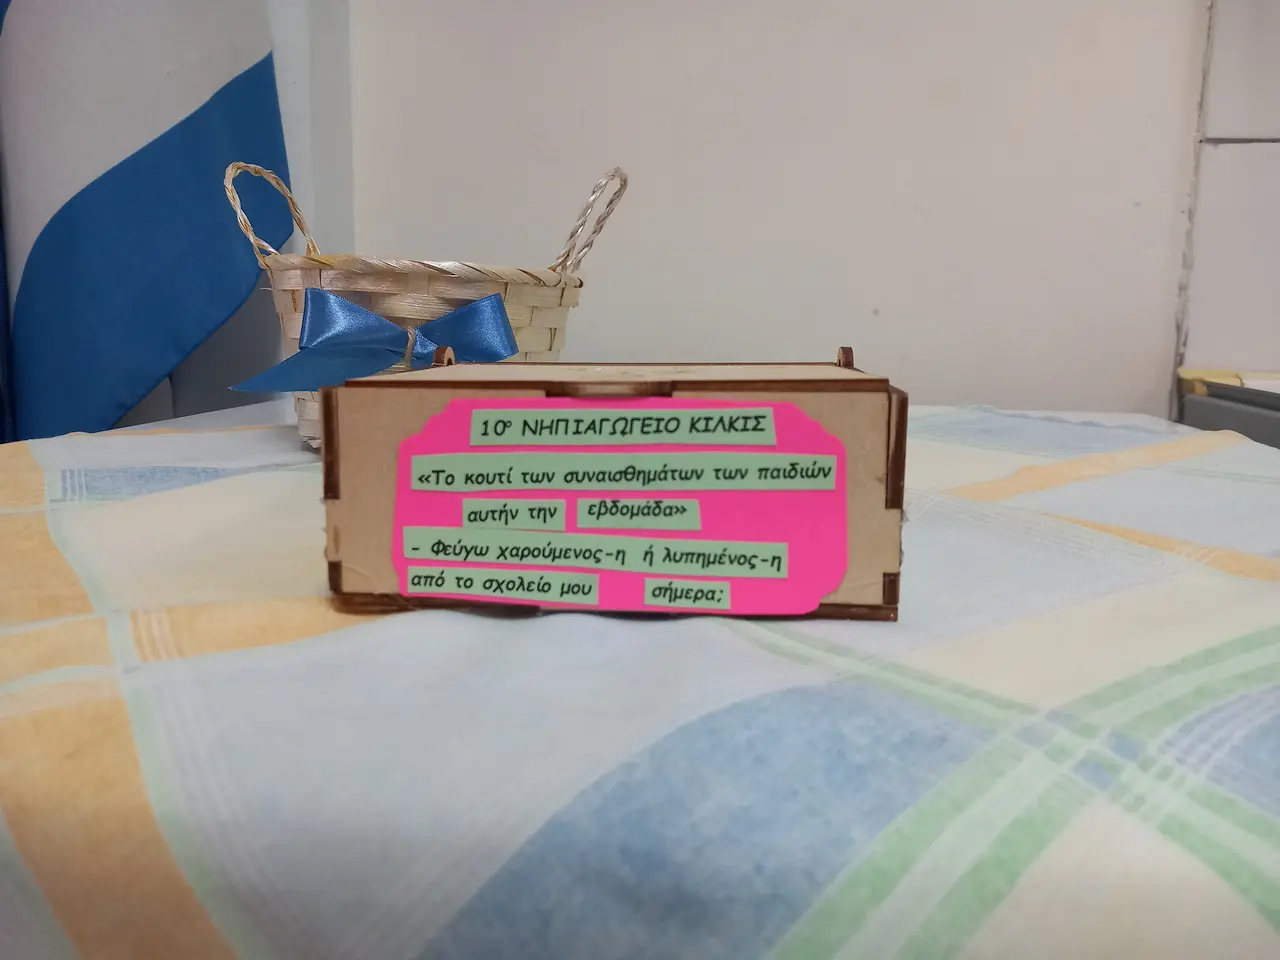 10ᵒ ΝΗΠΙΑΓΩΓΕΙΟ ΚΙΛΚΙΣ
«Το κουτί των συναισθημάτων των παιδιών
αυτήν την εβδομάδα»
- Φεύγω χαρούμενος-η ή λυπημένος-η
από το σχολείο μου σήμερα;